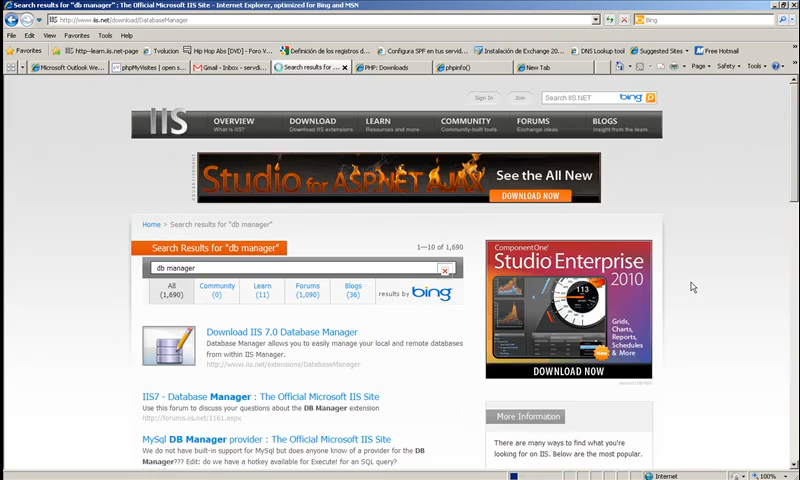 Search results for "db manager" : The Official Microsoft IIS Site - Internet Explorer, optimized for Bing and MSN
http://www.iis.net/download/DatabaseManager
Bing
File Edit View Favorites Tools Help
Favorites http--learn.iis.net-page Tvolucion Hip Hop Abs [DVD] - Foro V... Definición de registros d... Configura SPF en tus servi... Instalación de Exchange 20... DNS Lookup tool Suggested Sites Free Hotmail
Microsoft Outlook We... phpMyVisites | open s... Gmail - Inbox - servdi... Search results for ... PHP: Downloads phpinfo() New Tab Page Safety Tools
Sign In Join Search IIS.NET bing
IIS
OVERVIEW DOWNLOAD LEARN COMMUNITY FORUMS BLOGS
What is IIS? Download IIS extensions Resources and more Community-built tools Exchange ideas Insight from the team
ADVERTISEMENT
Studio for ASP.NET AJAX See the All New
DOWNLOAD NOW
Home > Search results for "db manager"
Search Results for "db manager" 1—10 of 1,690
db manager
All Community Learn Forums Blogs results by bing
(1,690) (0) (11) (1,090) (36)
Download IIS 7.0 Database Manager
Database Manager allows you to easily manage your local and remote databases
from within IIS Manager.
http://www.iis.net/extensions/DatabaseManager
IIS7 - Database Manager : The Official Microsoft IIS Site
Use this forum to discuss your questions about the DB Manager extension
http://forums.iis.net/1161.aspx
MySql DB Manager provider : The Official Microsoft IIS Site
We do not have built-in support for MySql but does anyone know of a provider for the DB
Manager??? Edit: do we have a hotkey available for Execute! for an SQL query?
ComponentOne
Studio Enterprise
2010
113
Grids,
Charts,
Reports,
Schedules
& More
New
DOWNLOAD NOW
More Information
There are many ways to find what you're
looking for on IIS. Below are the most popular.
Internet 100%